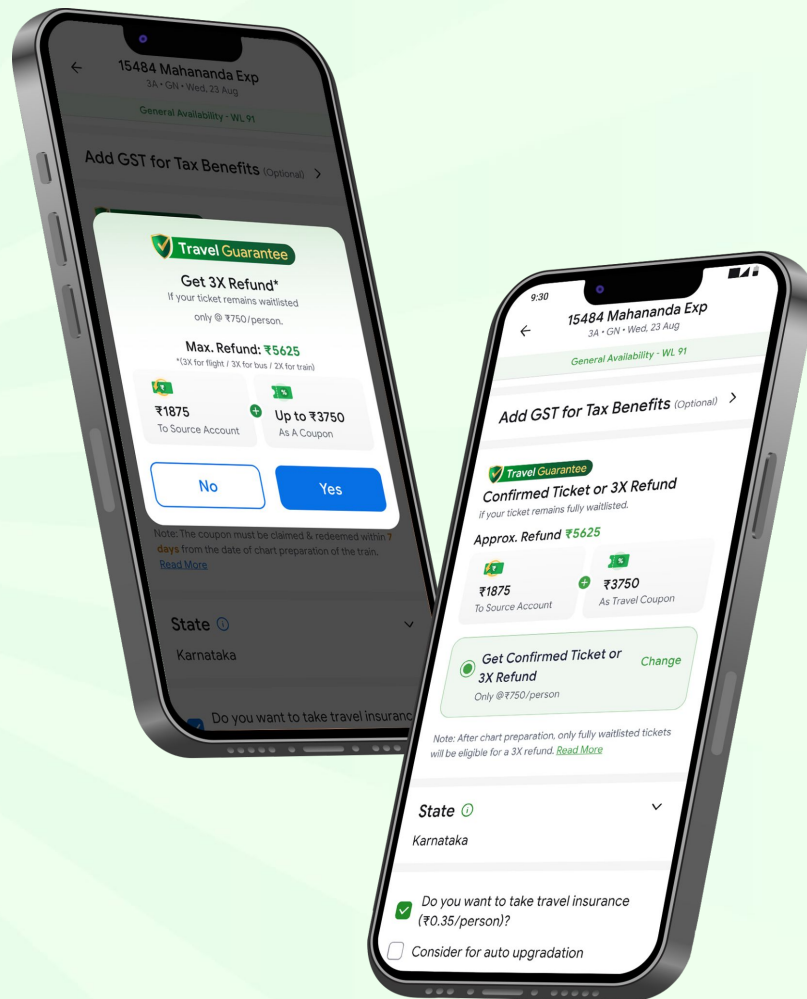 15484 Mahananda Exp
3A • GN • Wed, 23 Aug
General Availability - WL 91
Add GST for Tax Benefits (Optional)
Travel Guarantee
Get 3X Refund*
If your ticket remains waitlisted
only @ ₹750/person.
Max. Refund: ₹5625
*(3X for flight / 3X for bus / 2X for train)
₹1875
To Source Account
Up to ₹3750
As A Coupon
No
Yes
Note: The coupon must be claimed & redeemed within 7
days from the date of chart preparation of the train.
Read More
State
Karnataka
Do you want to take travel insuranc
9:30
15484 Mahananda Exp
3A • GN • Wed, 23 Aug
General Availability - WL 91
Add GST for Tax Benefits (Optional)
Travel Guarantee
Confirmed Ticket or 3X Refund
if your ticket remains fully waitlisted.
Approx. Refund ₹5625
₹1875
To Source Account
₹3750
As Travel Coupon
Get Confirmed Ticket or
3X Refund
Change
Only @₹750/person
Note: After chart preparation, only fully waitlisted tickets
will be eligible for a 3X refund. Read More
State
Karnataka
Do you want to take travel insurance
(₹0.35/person)?
Consider for auto upgradation